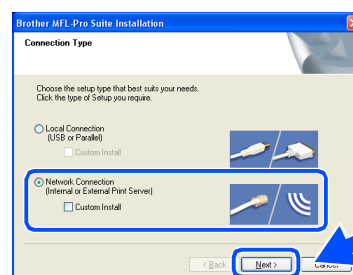 Brother MFL-Pro Suite Installation
Connection Type
Choose the setup type that best suits your needs.
Click the type of Setup you require.
Local Connection
(USB or Parallel)
Custom Install
Network Connection
(Internal or External Print Server)
Custom Install
< Back
Next >
Cancel